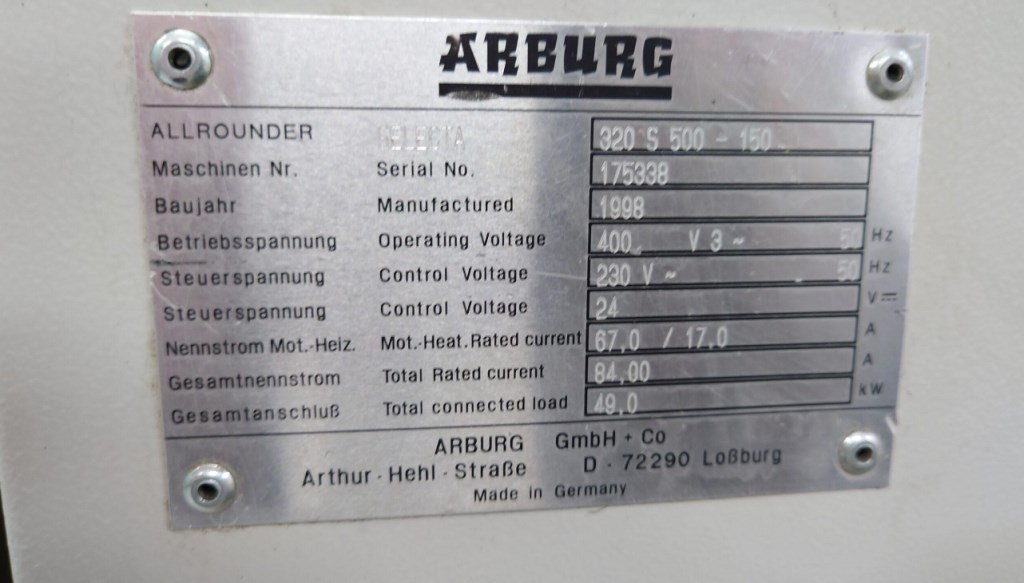 ARBURG
ALLROUNDER SELECTA 320 S 500 - 150
Maschinen Nr. Serial No. 175338
Baujahr Manufactured 1998
Betriebsspannung Operating Voltage 400 V 3 ~ 50 Hz
Steuerspannung Control Voltage 230 V ~ 50 Hz
Steuerspannung Control Voltage 24 V ⎓
Nennstrom Mot.-Heiz. Mot.-Heat. Rated current 67,0 / 17,0 A
Gesamtnennstrom Total Rated current 84,00 A
Gesamtanschluß Total connected load 49,0 kW
ARBURG GmbH + Co
Arthur · Hehl · Straße D · 72290 Loßburg
Made in Germany